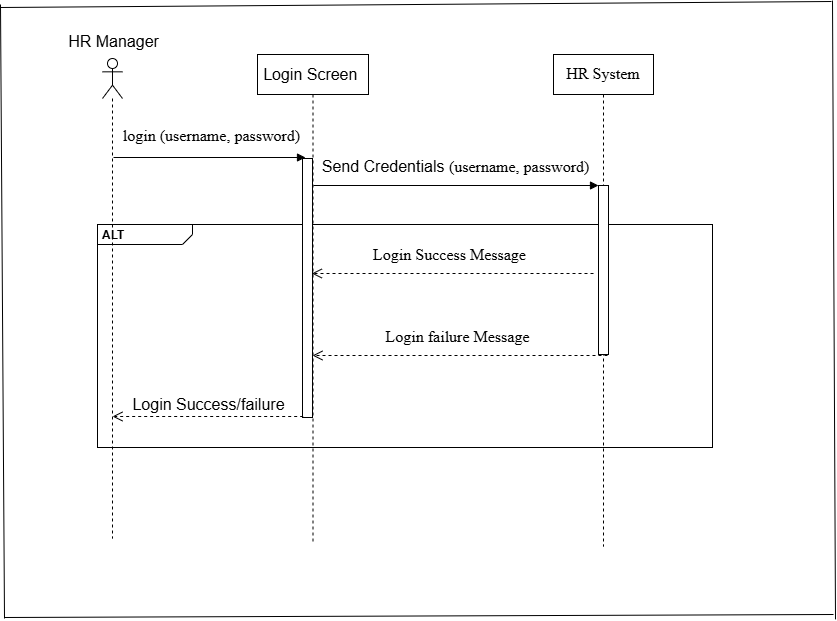 HR Manager
Login Screen
HR System
login (username, password)
Send Credentials (username, password)
ALT
Login Success Message
Login failure Message
Login Success/failure